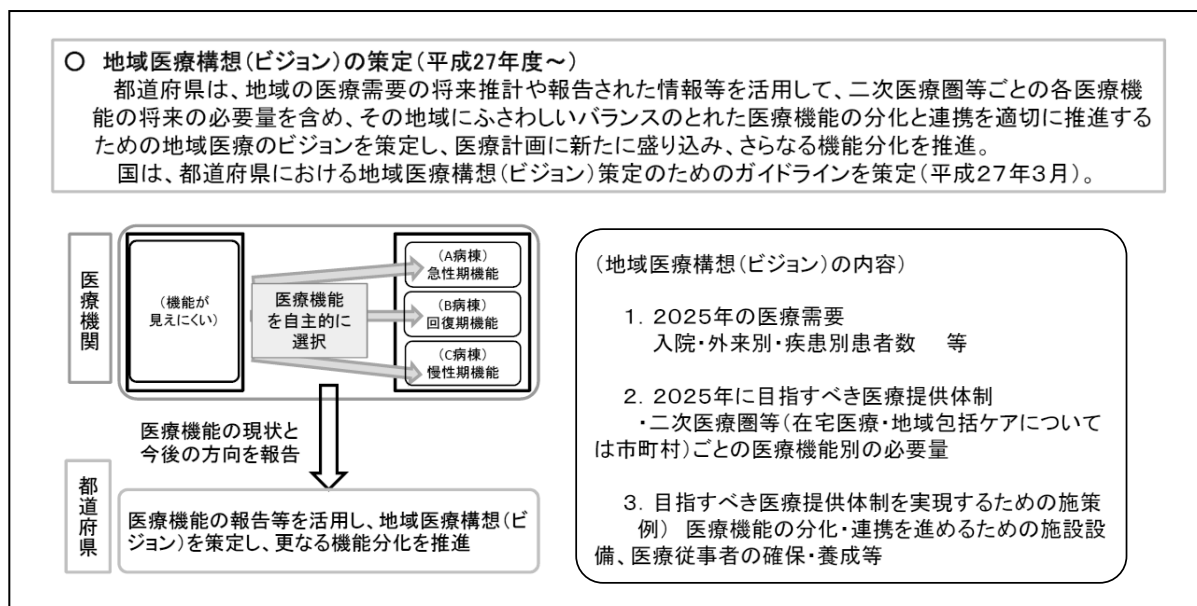 ○ 地域医療構想(ビジョン)の策定(平成27年度～)
都道府県は、地域の医療需要の将来推計や報告された情報等を活用して、二次医療圏等ごとの各医療機
能の将来の必要量を含め、その地域にふさわしいバランスのとれた医療機能の分化と連携を適切に推進する
ための地域医療のビジョンを策定し、医療計画に新たに盛り込み、さらなる機能分化を推進。
国は、都道府県における地域医療構想(ビジョン)策定のためのガイドラインを策定(平成27年3月)。
医療機関
(機能が
見えにくい)
医療機能
を自主的に
選択
(A病棟)
急性期機能
(B病棟)
回復期機能
(C病棟)
慢性期機能
医療機能の現状と
今後の方向を報告
都道府県
医療機能の報告等を活用し、地域医療構想(ビ
ジョン)を策定し、更なる機能分化を推進
(地域医療構想(ビジョン)の内容)
1．2025年の医療需要
入院・外来別・疾患別患者数 等
2．2025年に目指すべき医療提供体制
・二次医療圏等(在宅医療・地域包括ケアについて
は市町村)ごとの医療機能別の必要量
3．目指すべき医療提供体制を実現するための施策
例) 医療機能の分化・連携を進めるための施設設
備、医療従事者の確保・養成等